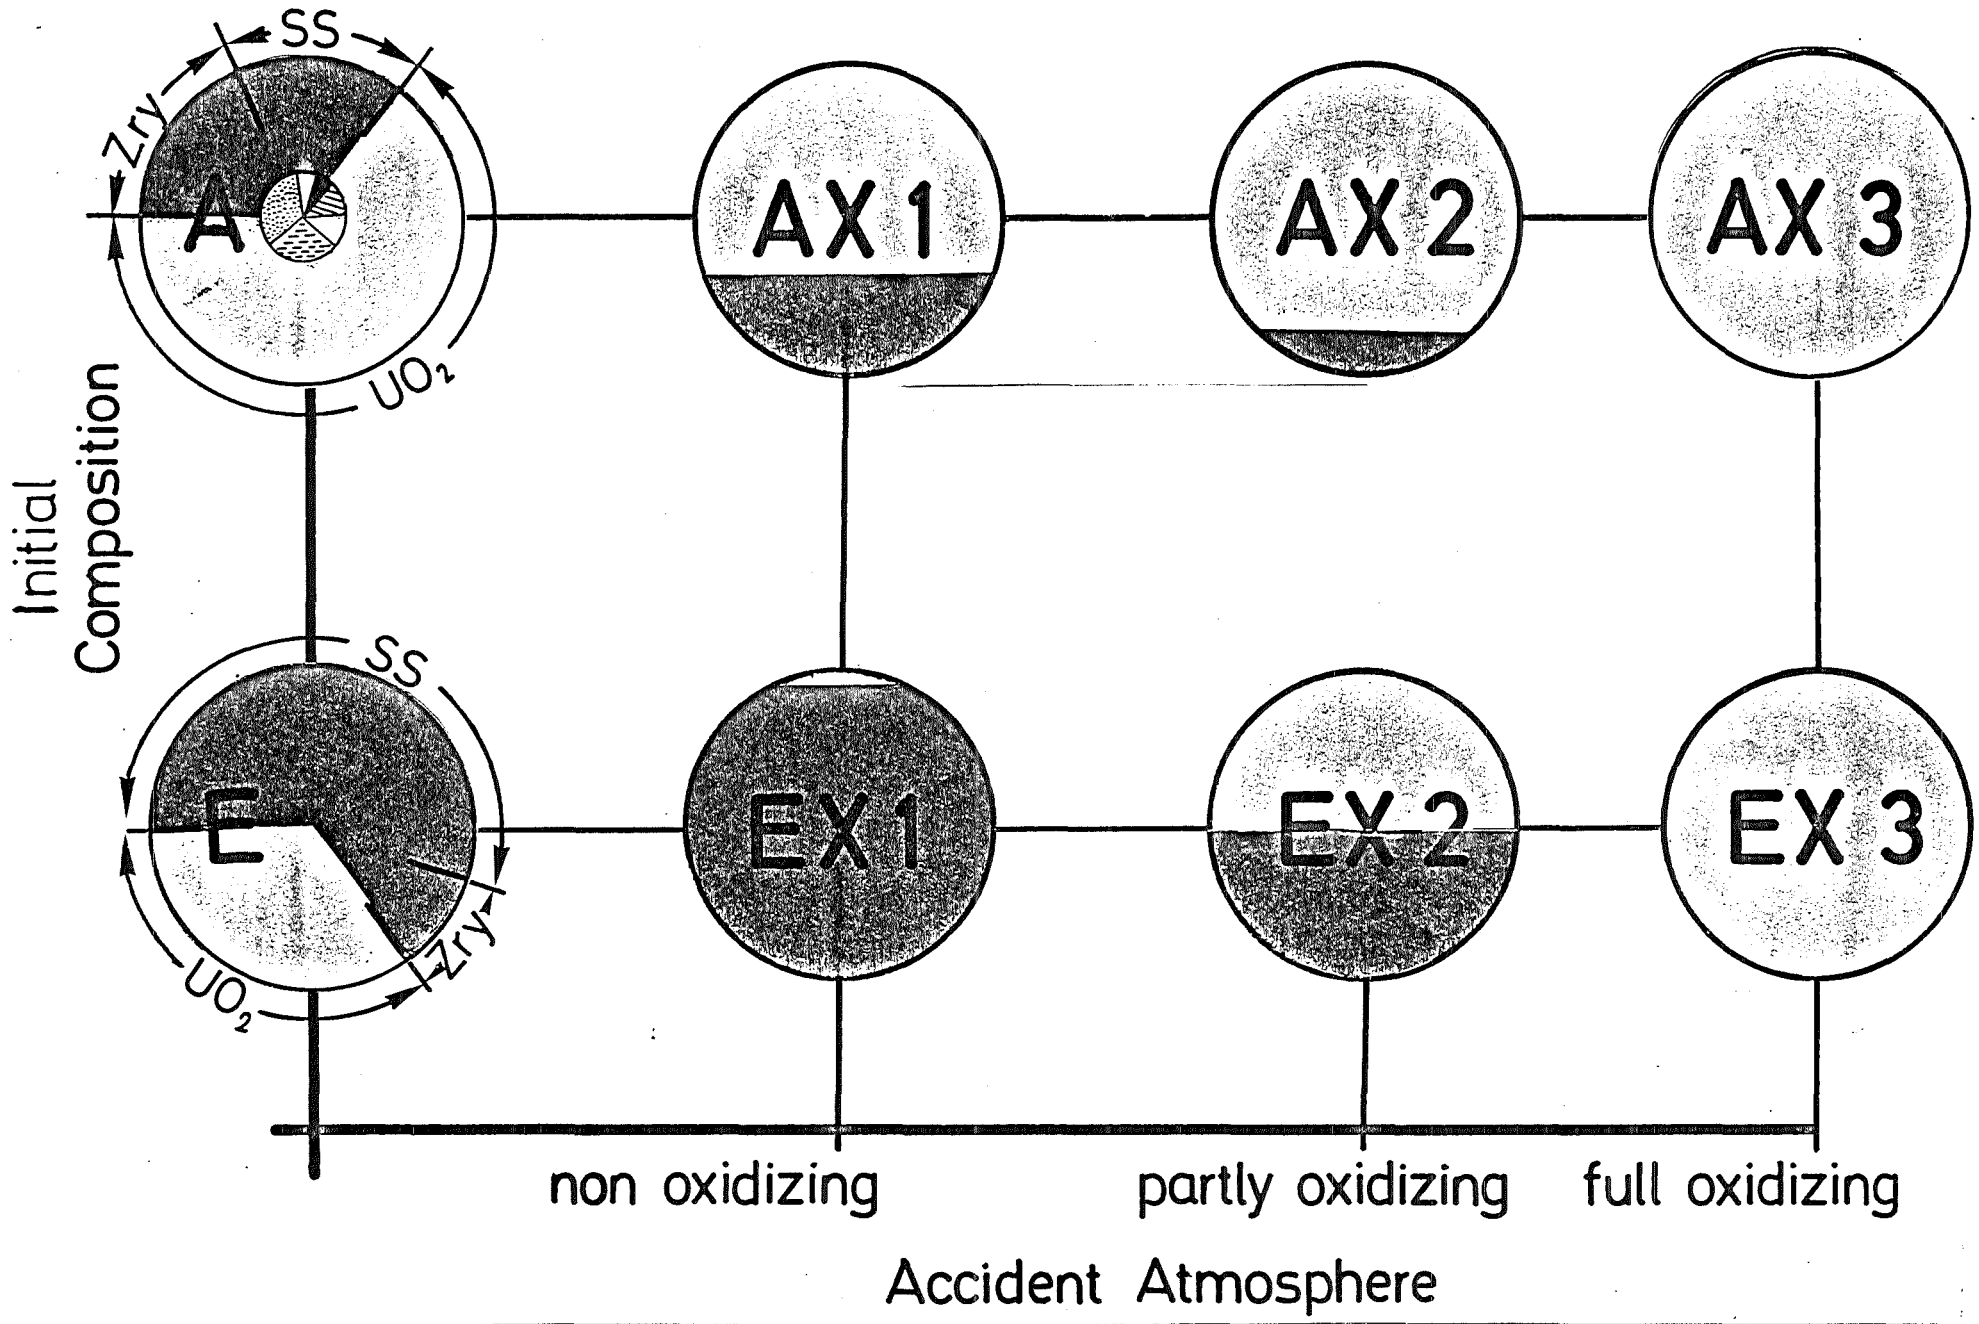 SS
Zry
A
UO₂
AX 1
AX 2
AX 3
Initial
Composition
SS
E
Zry
UO₂
EX 1
EX 2
EX 3
non oxidizing
partly oxidizing
full oxidizing
Accident Atmosphere